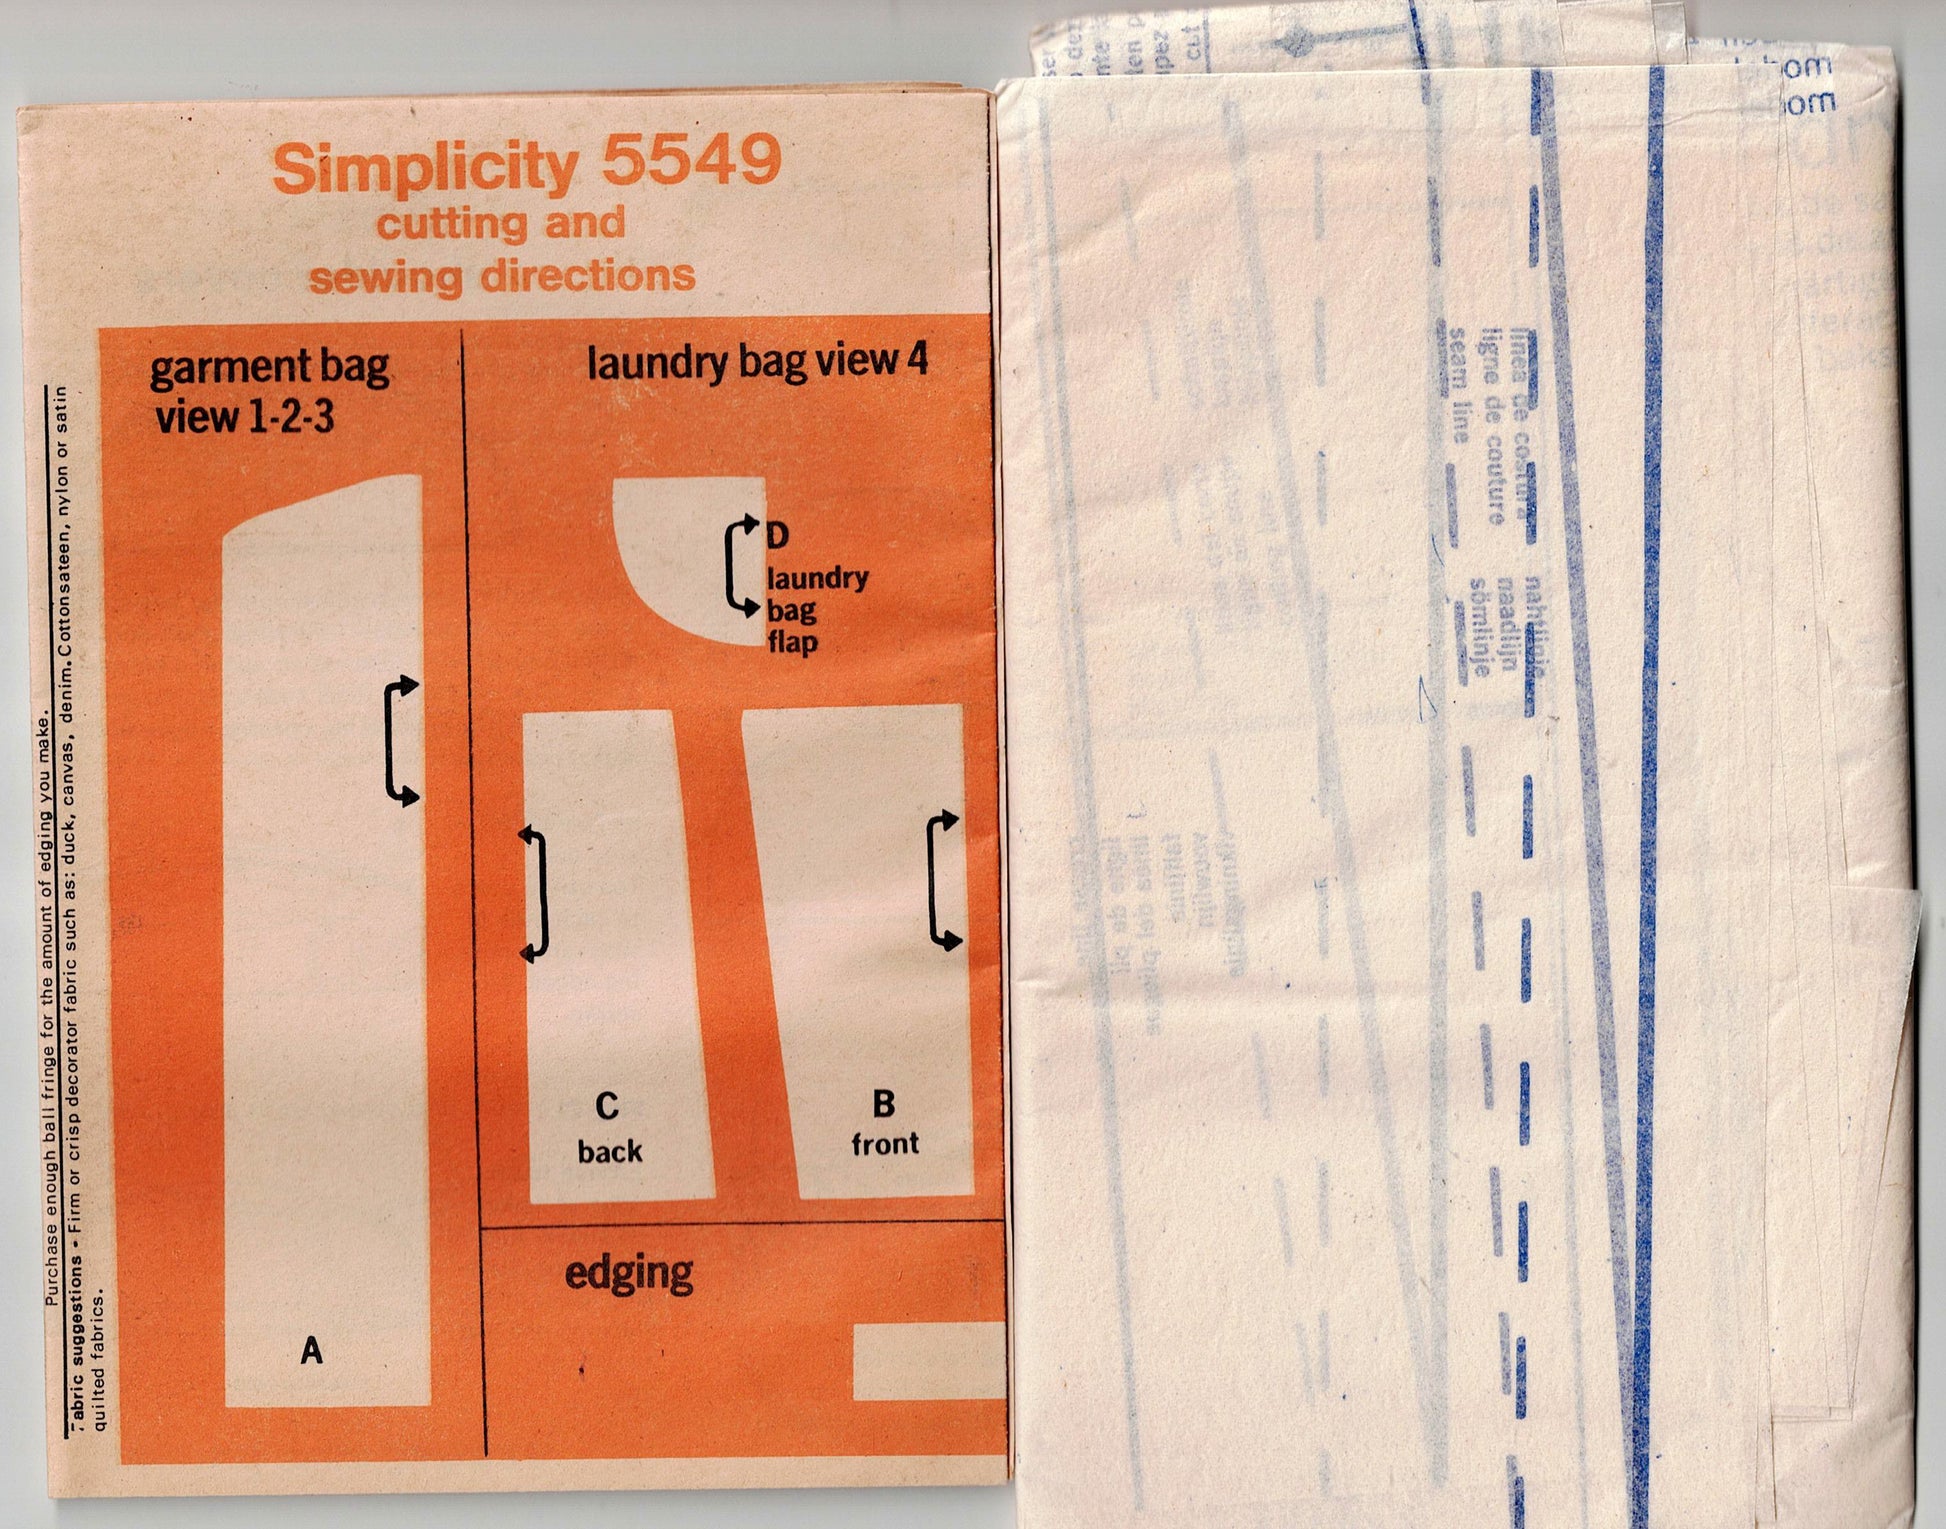 Simplicity 5549
cutting and
sewing directions
garment bag
view 1-2-3
A
laundry bag view 4
D
laundry
bag
flap
C
back
B
front
edging
Purchase enough ball fringe for the amount of edging you make.
abric suggestions • Firm or crisp decorator fabric such as: duck, canvas, denim. Cottonsateen, nylon or satin
quilted fabrics.
linea de costura
ligne de couture
seam line
nahtlinie
naadlijn
sömlinje
cut